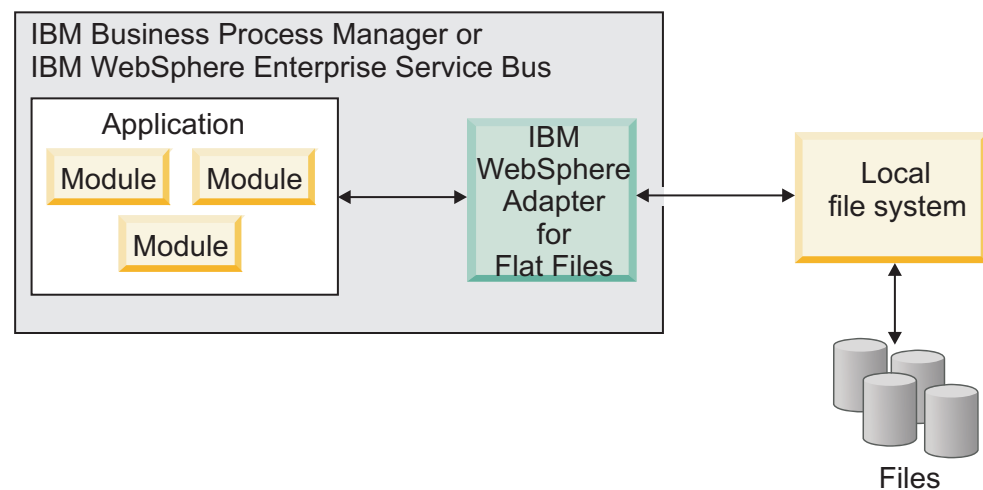 IBM Business Process Manager or
IBM WebSphere Enterprise Service Bus
Application
Module
Module
Module
IBM
WebSphere
Adapter
for
Flat Files
Local
file system
Files